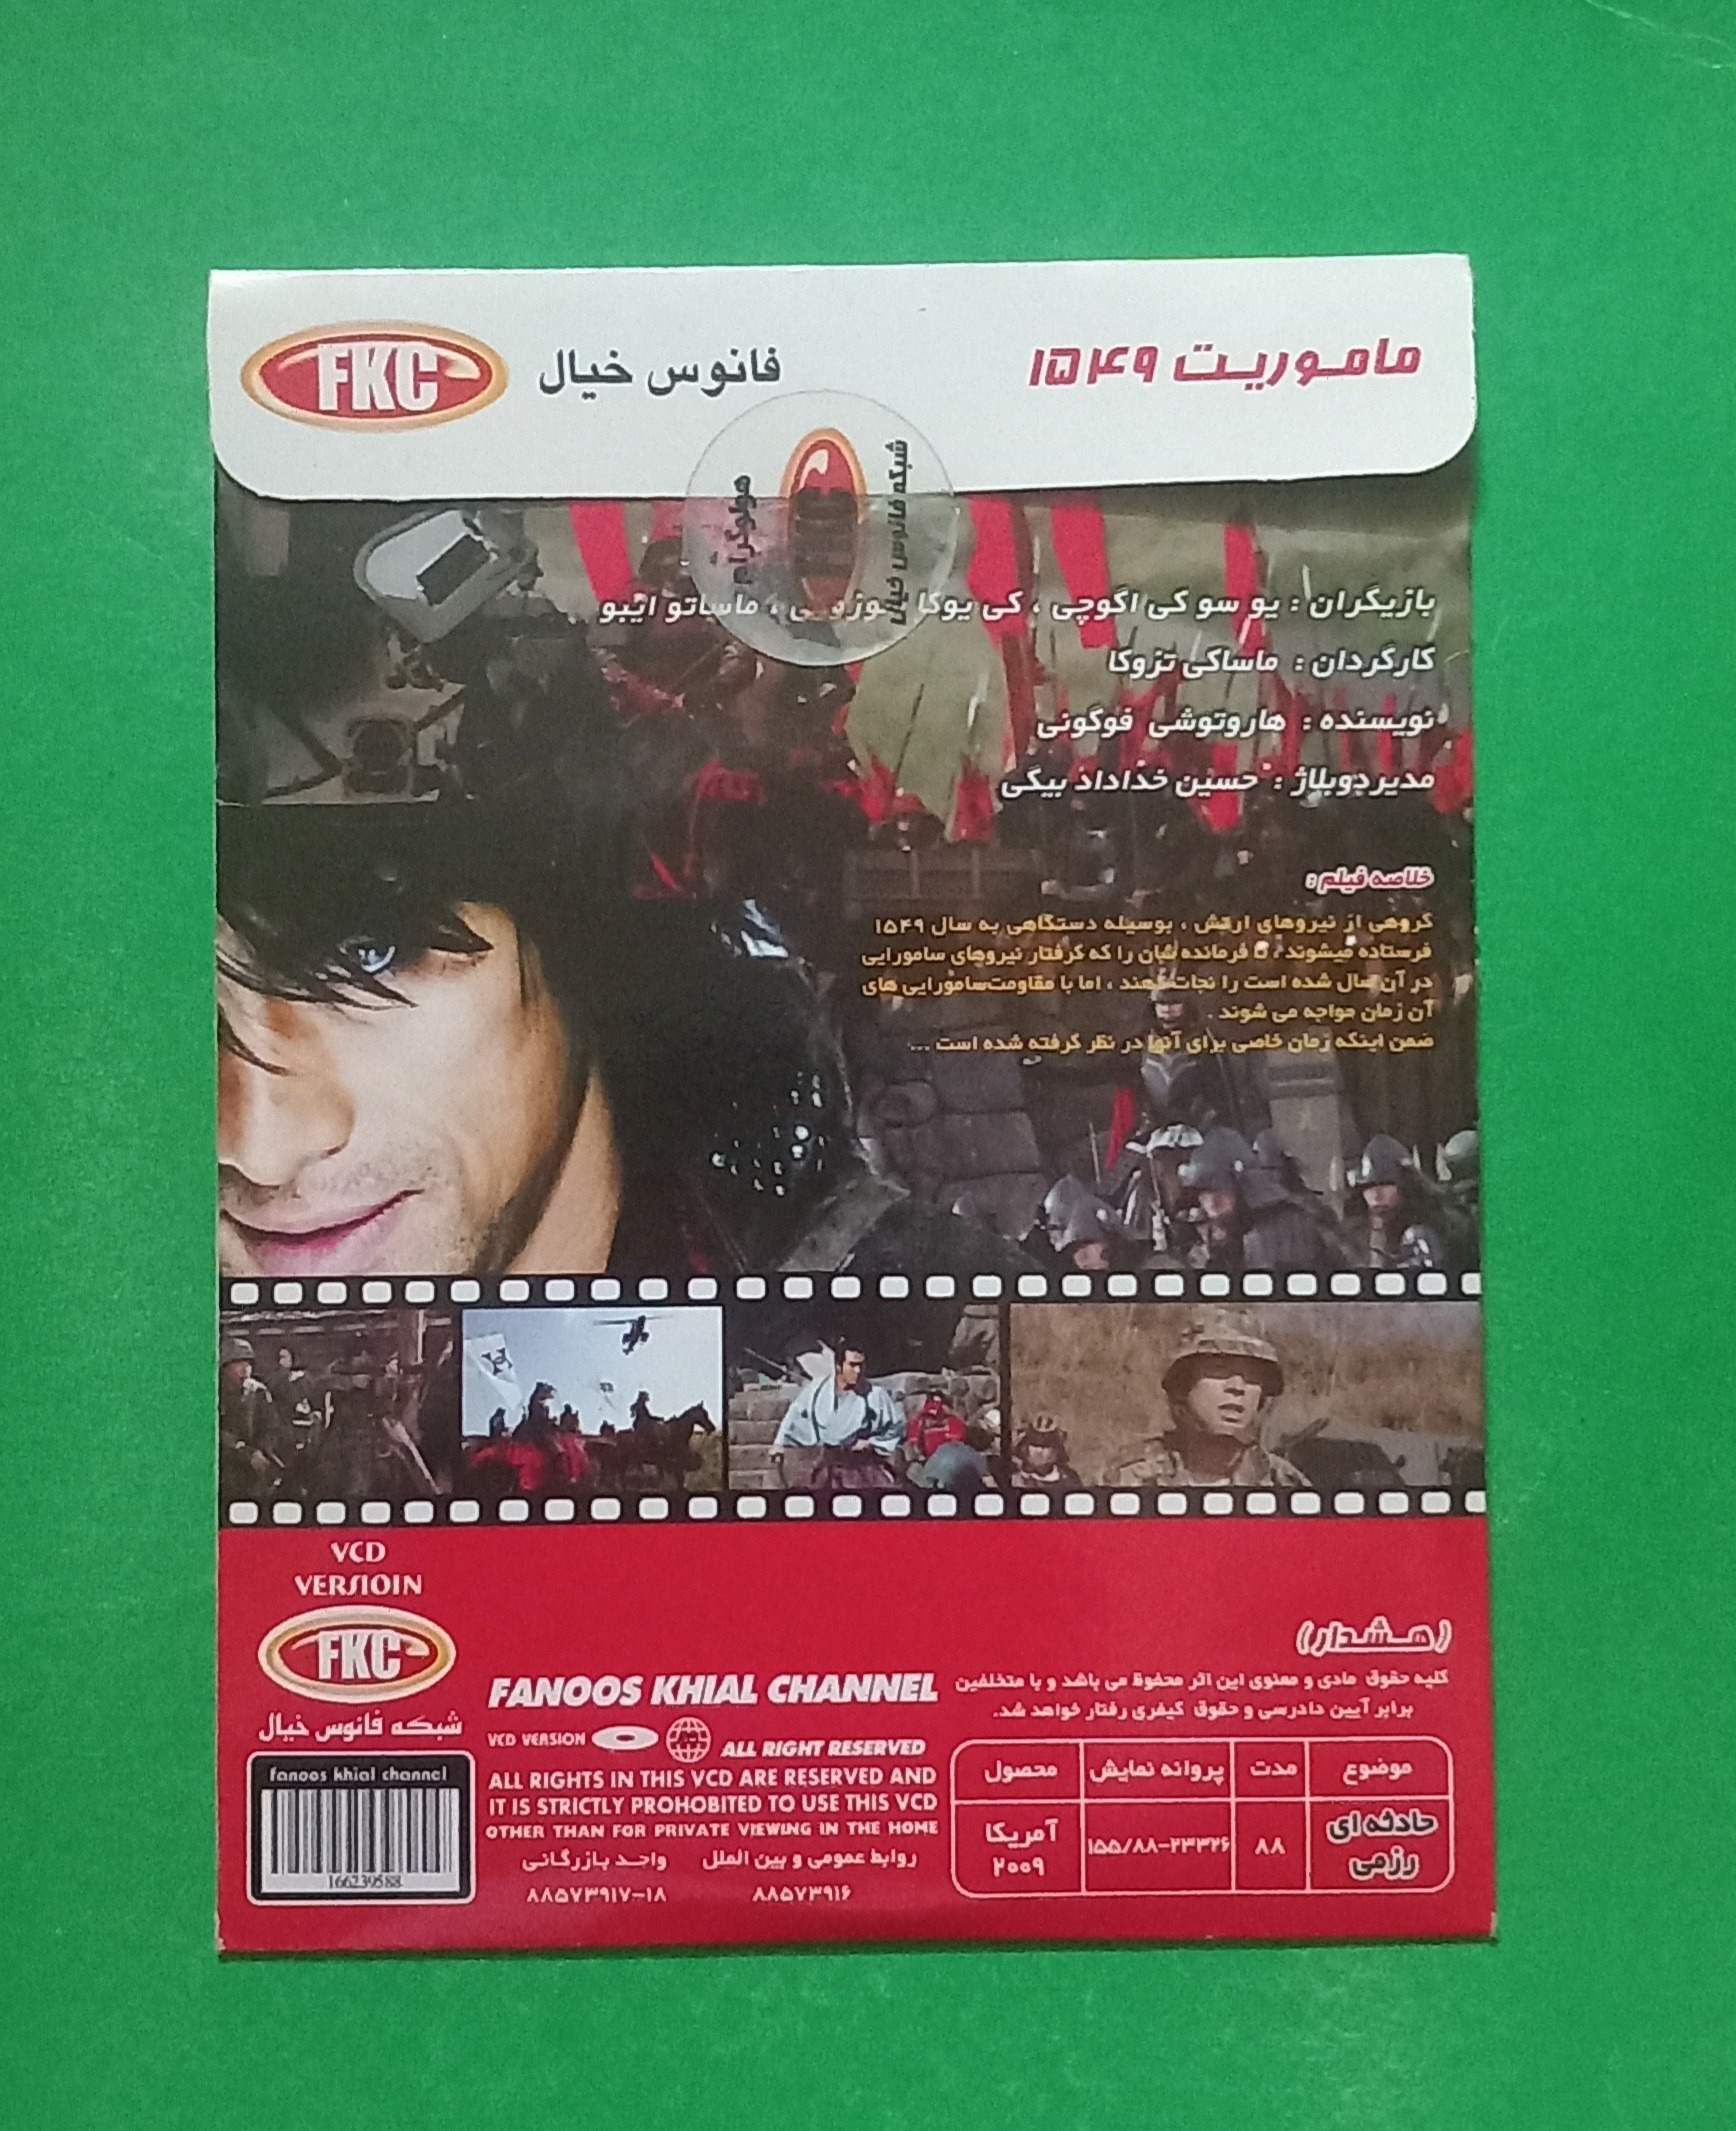 FKC
فانوس خیال
ماموریت ۱۵۴۹
هولوگرام
شبکه فانوس خیال
بازیگران : یو سو کی اگوچی ، کی یوکا ، ماساتو ایبو
کارگردان : ماساکی تزوکا
نویسنده : هاروتوشی فوگونی
مدیردوبلاژ : حسین خداداد بیگی
خلاصه فیلم :
گروهی از نیروهای ارتش ، بوسیله دستگاهی به سال ۱۵۴۹
فرستاده میشوند ، تا فرمانده شان را که گرفتار نیروهای سامورایی
در آن سال شده است را نجات دهند ، اما با مقاومت سامورایی های
آن زمان مواجه می شوند .
ضمن اینکه زمان خاصی برای آنها در نظر گرفته شده است ...
VCD
VERSIOIN
FKC
شبکه فانوس خیال
fanoos khial channel
166239588
FANOOS KHIAL CHANNEL
VCD VERSION
ALL RIGHT RESERVED
ALL RIGHTS IN THIS VCD ARE RESERVED AND
IT IS STRICTLY PROHOBITED TO USE THIS VCD
OTHER THAN FOR PRIVATE VIEWING IN THE HOME
روابط عمومی و بین الملل واحد بازرگانی
۸۸۵۷۳۹۱۶ ۸۸۵۷۳۹۱۷-۱۸
(هشدار)
کلیه حقوق مادی و معنوی این اثر محفوظ می باشد و با متخلفین
برابر آیین دادرسی و حقوق کیفری رفتار خواهد شد.
موضوع مدت پروانه نمایش محصول
حادثه ای رزمی ۸۸ ۱۵۵/۸۸-۲۳۳۲۶ آمریکا ۲۰۰۹